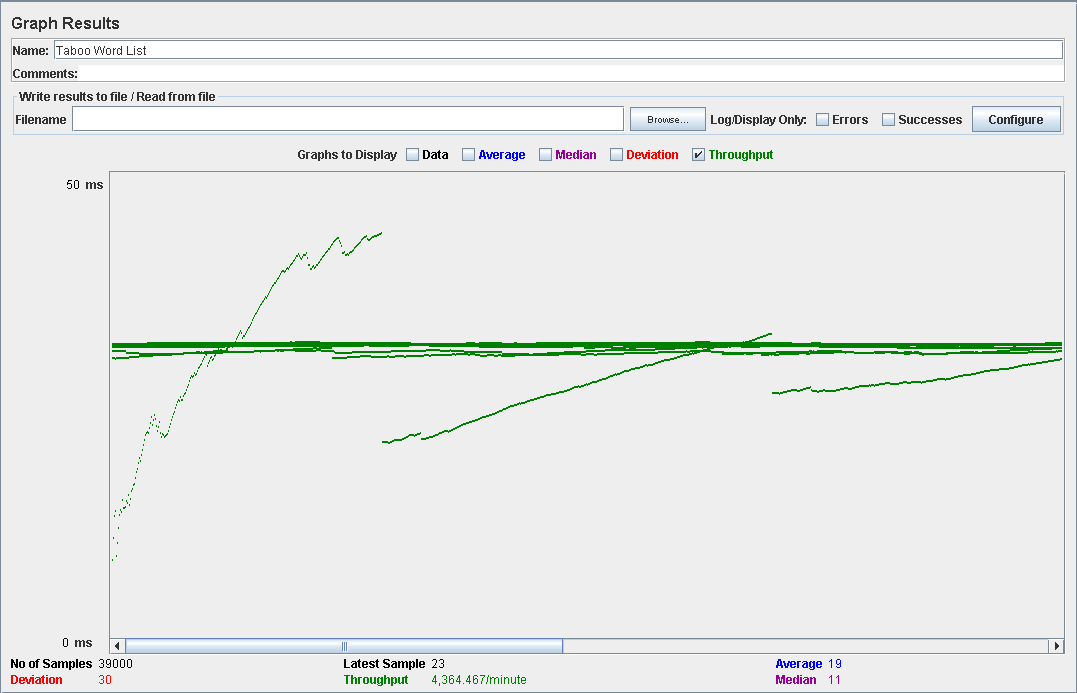 Graph Results
Name: Taboo Word List
Comments:
Write results to file / Read from file
Filename Browse... Log/Display Only: Errors Successes Configure
Graphs to Display Data Average Median Deviation Throughput
50 ms
0 ms
No of Samples 39000 Latest Sample 23 Average 19
Deviation 30 Throughput 4,364.467/minute Median 11